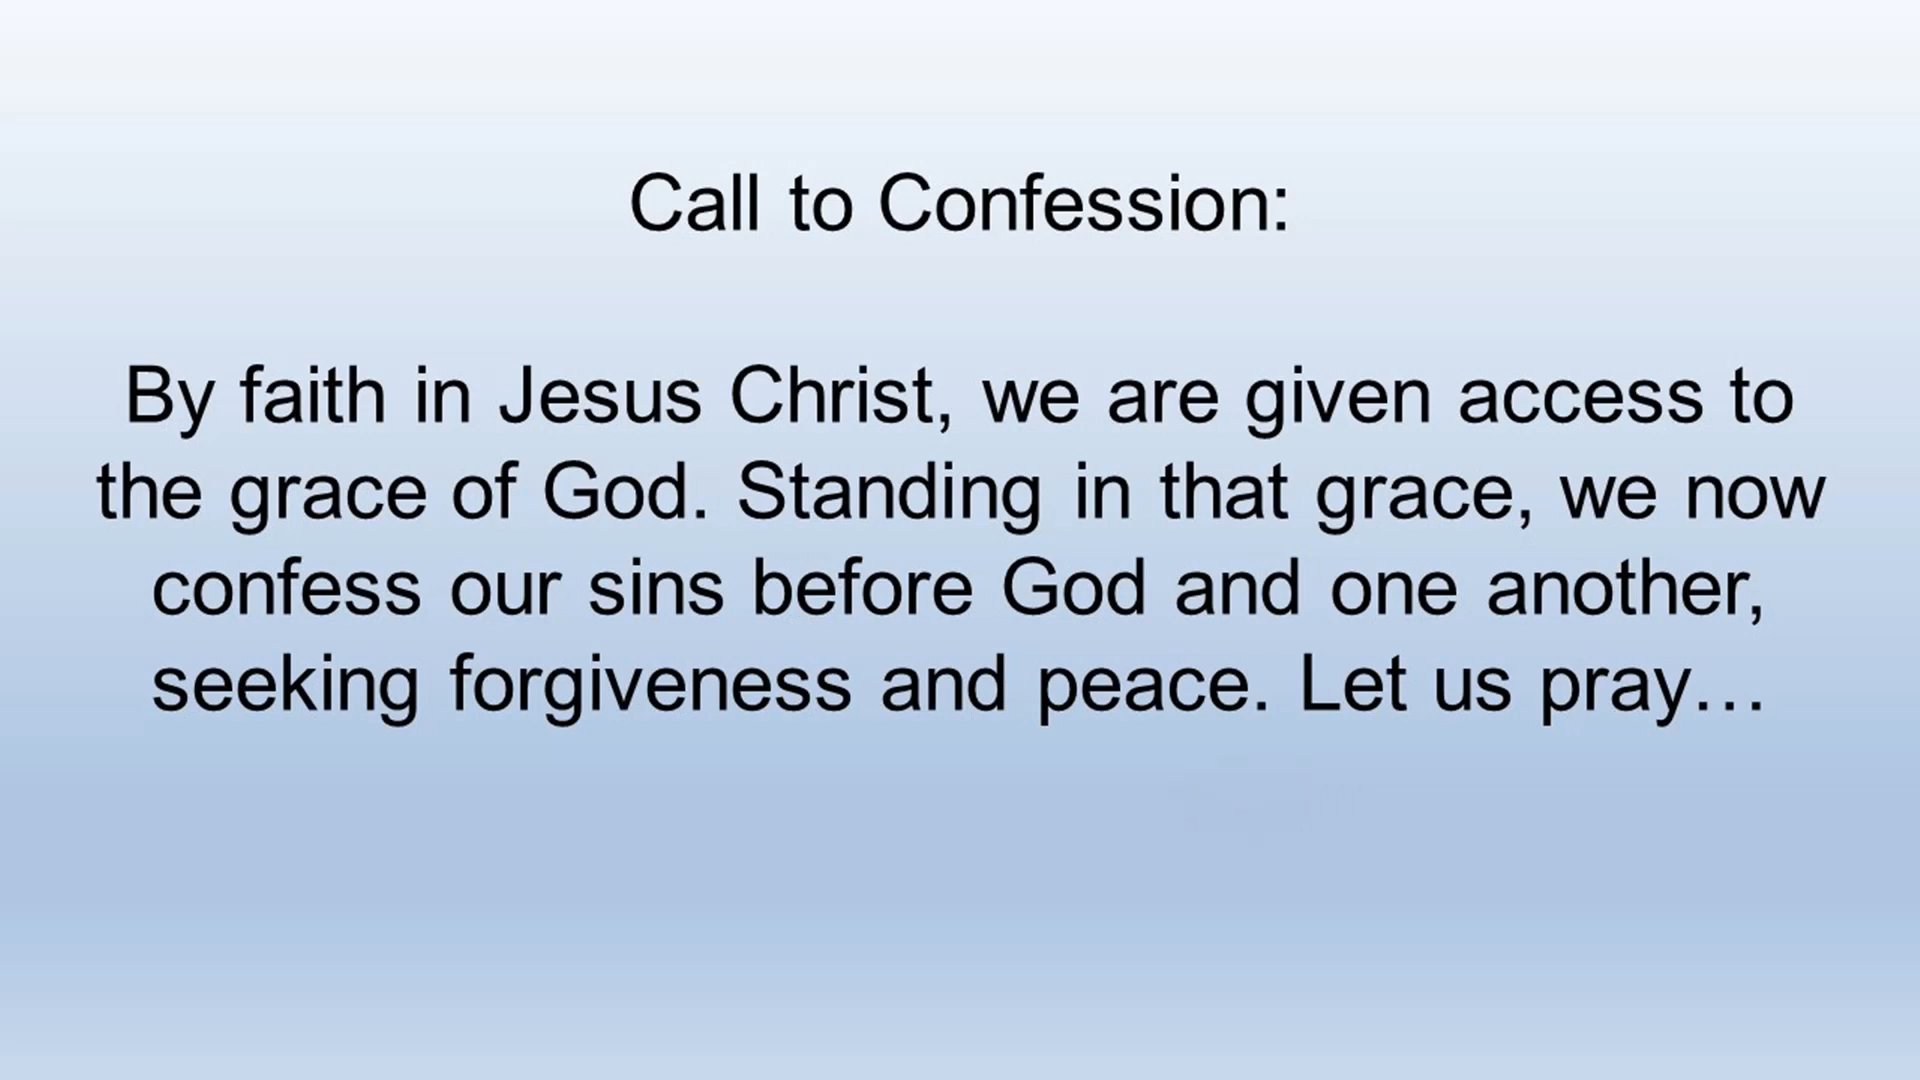 Call to Confession:
By faith in Jesus Christ, we are given access to
the grace of God. Standing in that grace, we now
confess our sins before God and one another,
seeking forgiveness and peace. Let us pray…